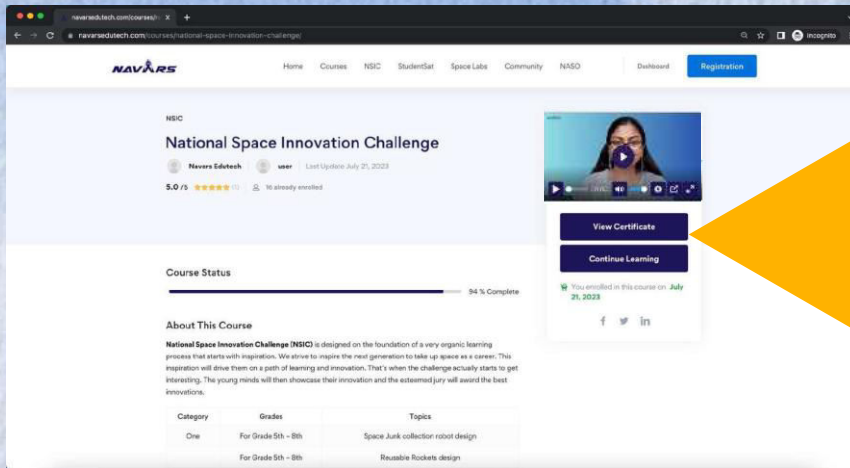 navarsedutech.com/courses/n
navarsedutech.com/courses/national-space-innovation-challenge/
Incognito
NAVARS
Home Courses NSIC StudentSat Space Labs Community NASO Dashboard Registration
NSIC
National Space Innovation Challenge
Navars Edutech user Last Update July 21, 2023
5.0 /5 (1) 16 already enrolled
View Certificate
Continue Learning
You enrolled in this course on July
21, 2023
Course Status
94 % Complete
About This Course
National Space Innovation Challenge (NSIC) is designed on the foundation of a very organic learning
process that starts with inspiration. We strive to inspire the next generation to take up space as a career. This
inspiration will drive them on a path of learning and innovation. That's when the challenge actually starts to get
interesting. The young minds will then showcase their innovation and the esteemed jury will award the best
innovations.
Category Grades Topics
One For Grade 5th - 8th Space Junk collection robot design
For Grade 5th - 8th Reusable Rockets design